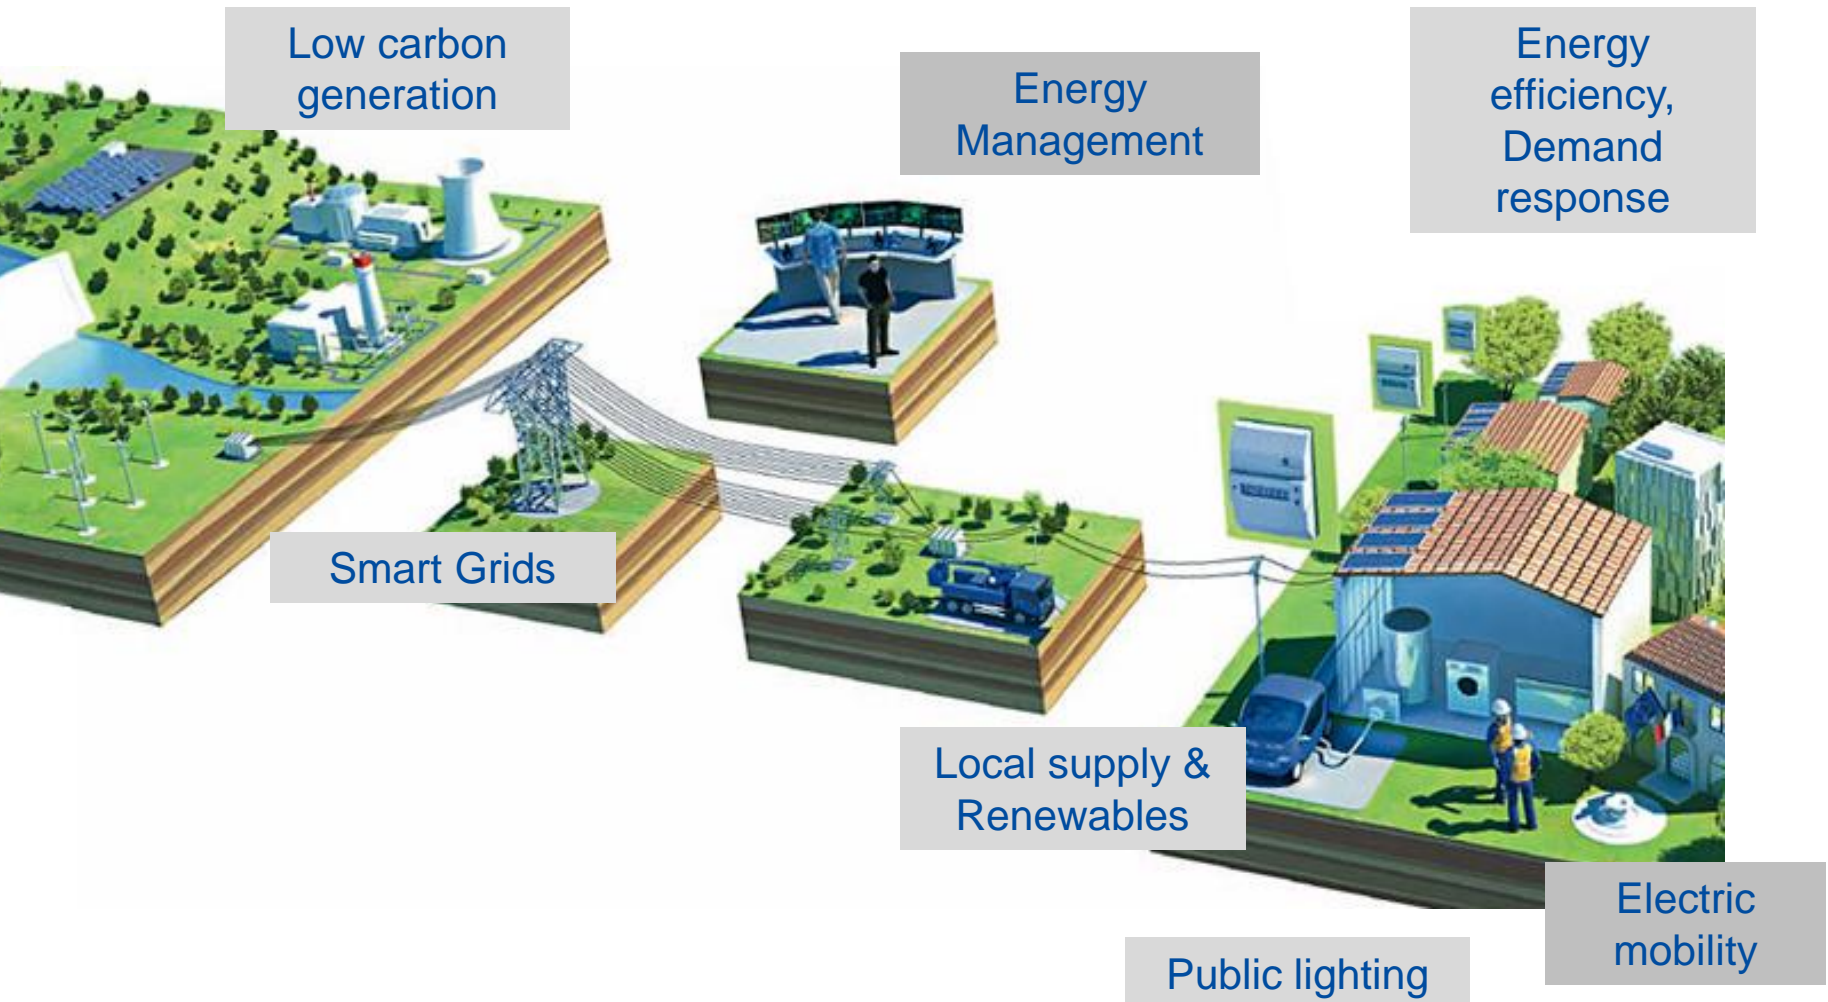 Low carbon
generation
Energy
Management
Energy
efficiency,
Demand
response
Smart Grids
Local supply &
Renewables
Electric
mobility
Public lighting